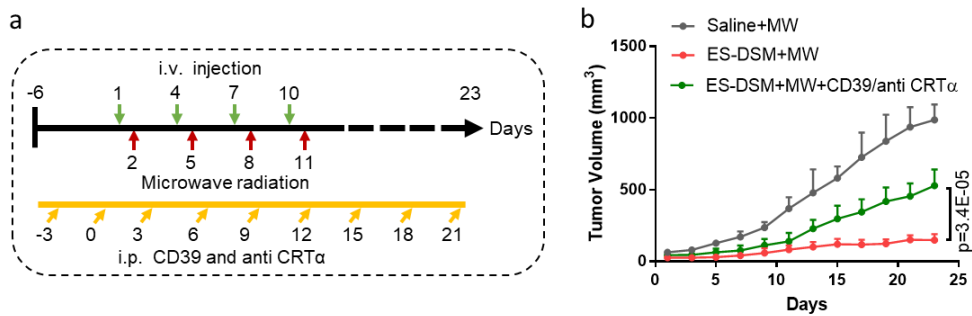 a
i.v. injection
-6 1 4 7 10 23
Days
2 5 8 11
Microwave radiation
-3 0 3 6 9 12 15 18 21
i.p. CD39 and anti CRTα
b
Saline+MW
ES-DSM+MW
ES-DSM+MW+CD39/anti CRTα
Tumor Volume (mm³)
1500
1000
500
0
0 5 10 15 20 25
Days
p=3.4E-05